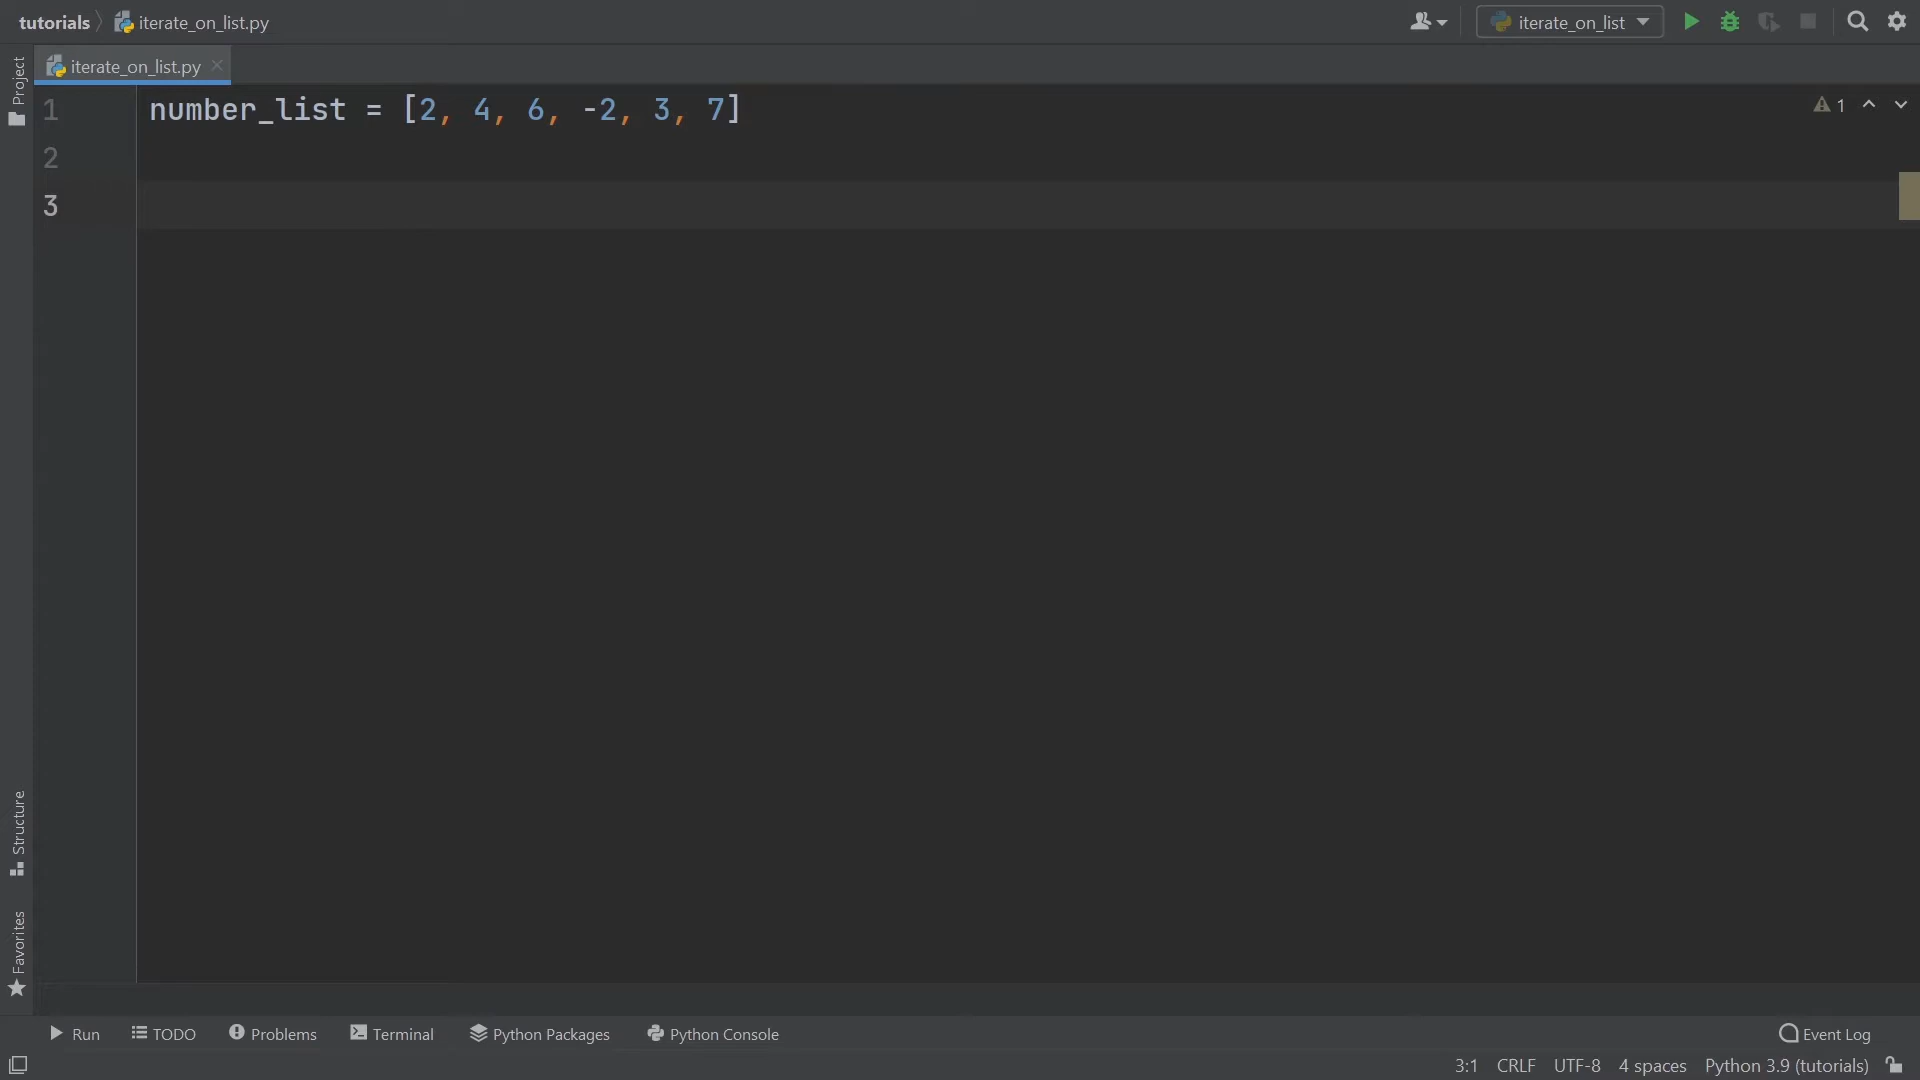 tutorials iterate_on_list.py
iterate_on_list
iterate_on_list.py
Project
1 number_list = [2, 4, 6, -2, 3, 7]
1
2
3
Structure
Favorites
Run TODO Problems Terminal Python Packages Python Console Event Log
3:1 CRLF UTF-8 4 spaces Python 3.9 (tutorials)